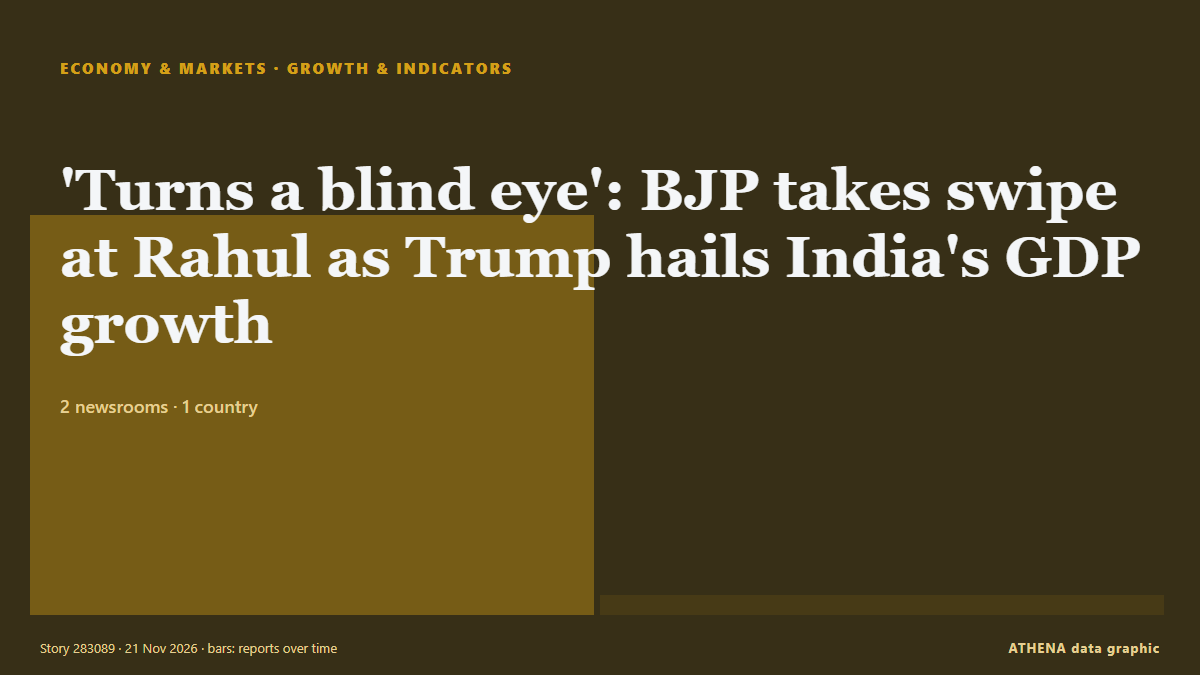 ECONOMY & MARKETS · GROWTH & INDICATORS
'Turns a blind eye': BJP takes swipe
at Rahul as Trump hails India's GDP
growth
2 newsrooms · 1 country
Story 283089 · 21 Nov 2026 · bars: reports over time
ATHENA data graphic